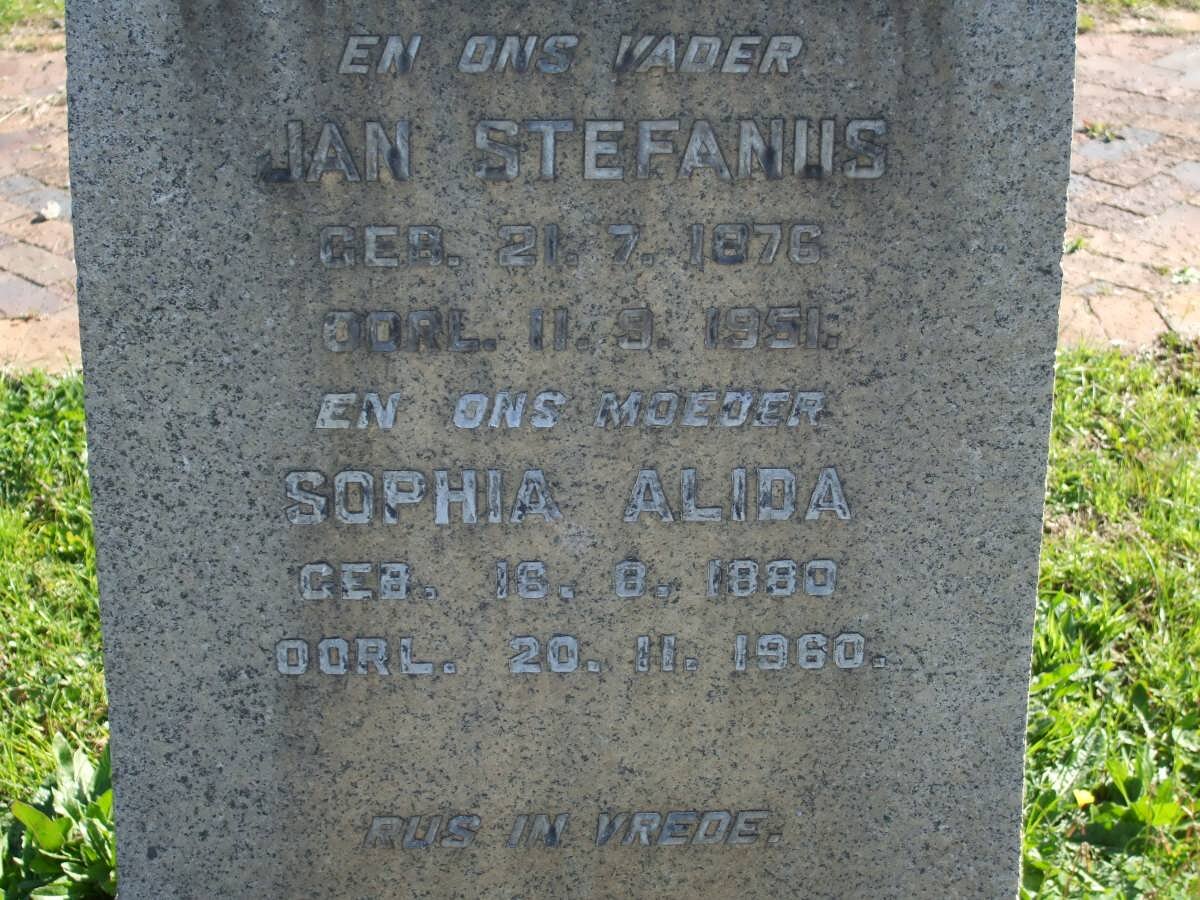 EN ONS VADER
JAN STEFANUS
GEB. 21. 7. 1876
OORL. 11. 9. 1951.
EN ONS MOEDER
SOPHIA ALIDA
GEB. 16. 8. 1880
OORL. 20. 11. 1960.
RUS IN VREDE.